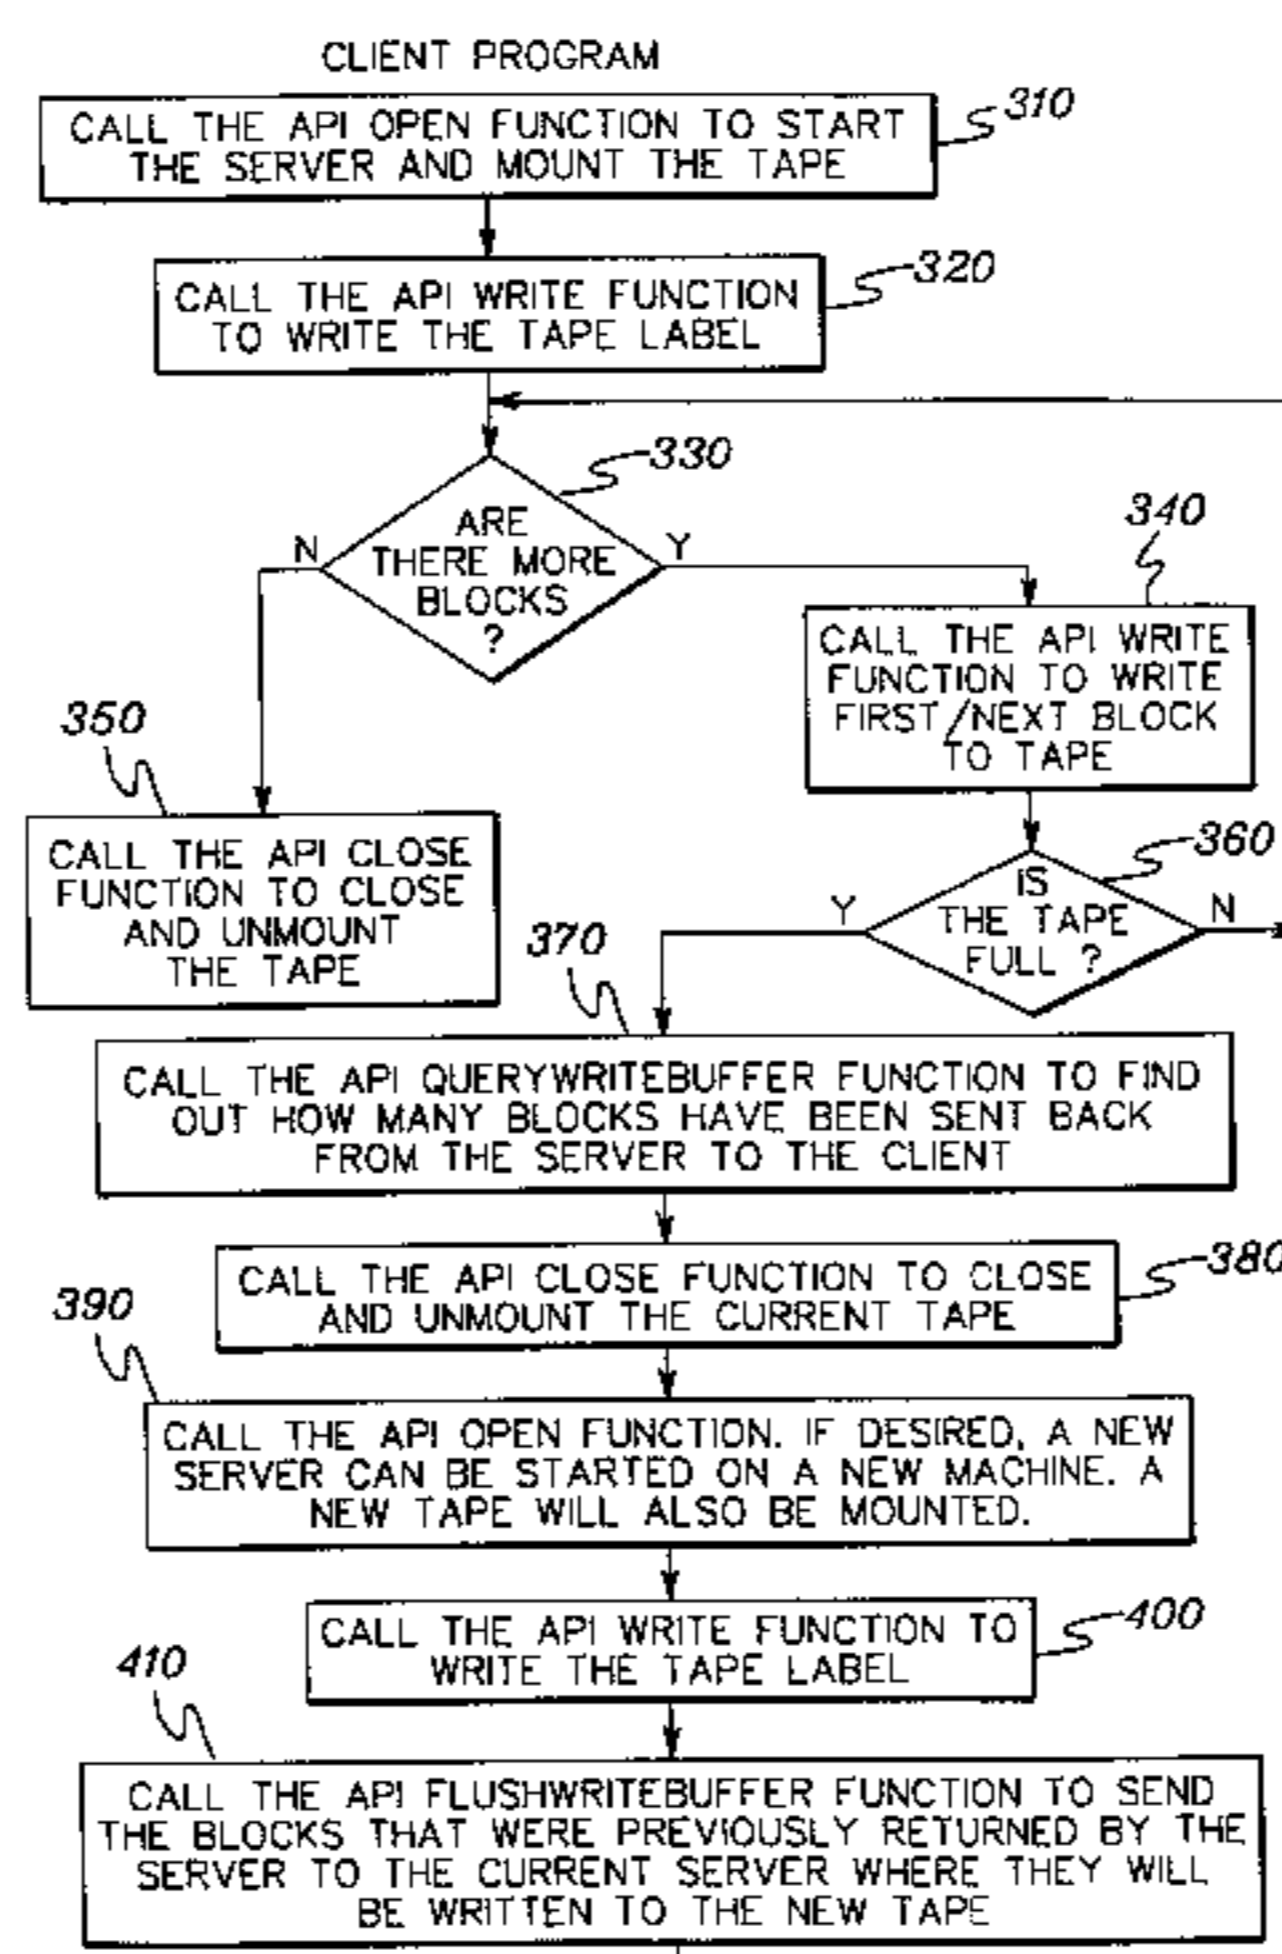 CLIENT PROGRAM
310
CALL THE API OPEN FUNCTION TO START
THE SERVER AND MOUNT THE TAPE
320
CALL THE API WRITE FUNCTION
TO WRITE THE TAPE LABEL
330
ARE
THERE MORE
BLOCKS
?
N
Y
340
CALL THE API WRITE
FUNCTION TO WRITE
FIRST/NEXT BLOCK
TO TAPE
350
CALL THE API CLOSE
FUNCTION TO CLOSE
AND UNMOUNT
THE TAPE
360
IS
THE TAPE
FULL ?
Y
N
370
CALL THE API QUERYWRITEBUFFER FUNCTION TO FIND
OUT HOW MANY BLOCKS HAVE BEEN SENT BACK
FROM THE SERVER TO THE CLIENT
380
CALL THE API CLOSE FUNCTION TO CLOSE
AND UNMOUNT THE CURRENT TAPE
390
CALL THE API OPEN FUNCTION. IF DESIRED, A NEW
SERVER CAN BE STARTED ON A NEW MACHINE. A
NEW TAPE WILL ALSO BE MOUNTED.
400
CALL THE API WRITE FUNCTION TO
WRITE THE TAPE LABEL
410
CALL THE API FLUSHWRITEBUFFER FUNCTION TO SEND
THE BLOCKS THAT WERE PREVIOUSLY RETURNED BY THE
SERVER TO THE CURRENT SERVER WHERE THEY WILL
BE WRITTEN TO THE NEW TAPE